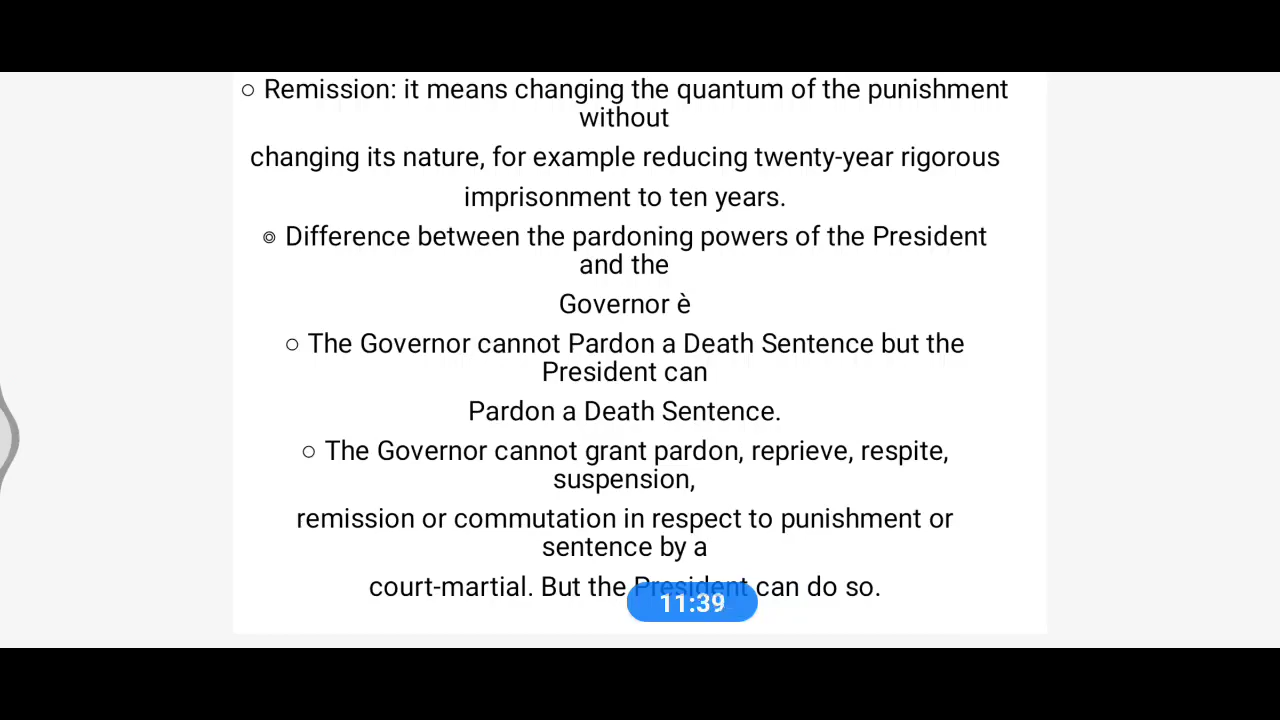 ○ Remission: it means changing the quantum of the punishment
without
changing its nature, for example reducing twenty-year rigorous
imprisonment to ten years.
⌾ Difference between the pardoning powers of the President
and the
Governor è
○ The Governor cannot Pardon a Death Sentence but the
President can
Pardon a Death Sentence.
○ The Governor cannot grant pardon, reprieve, respite,
suspension,
remission or commutation in respect to punishment or
sentence by a
court-martial. But the President can do so.
11:39